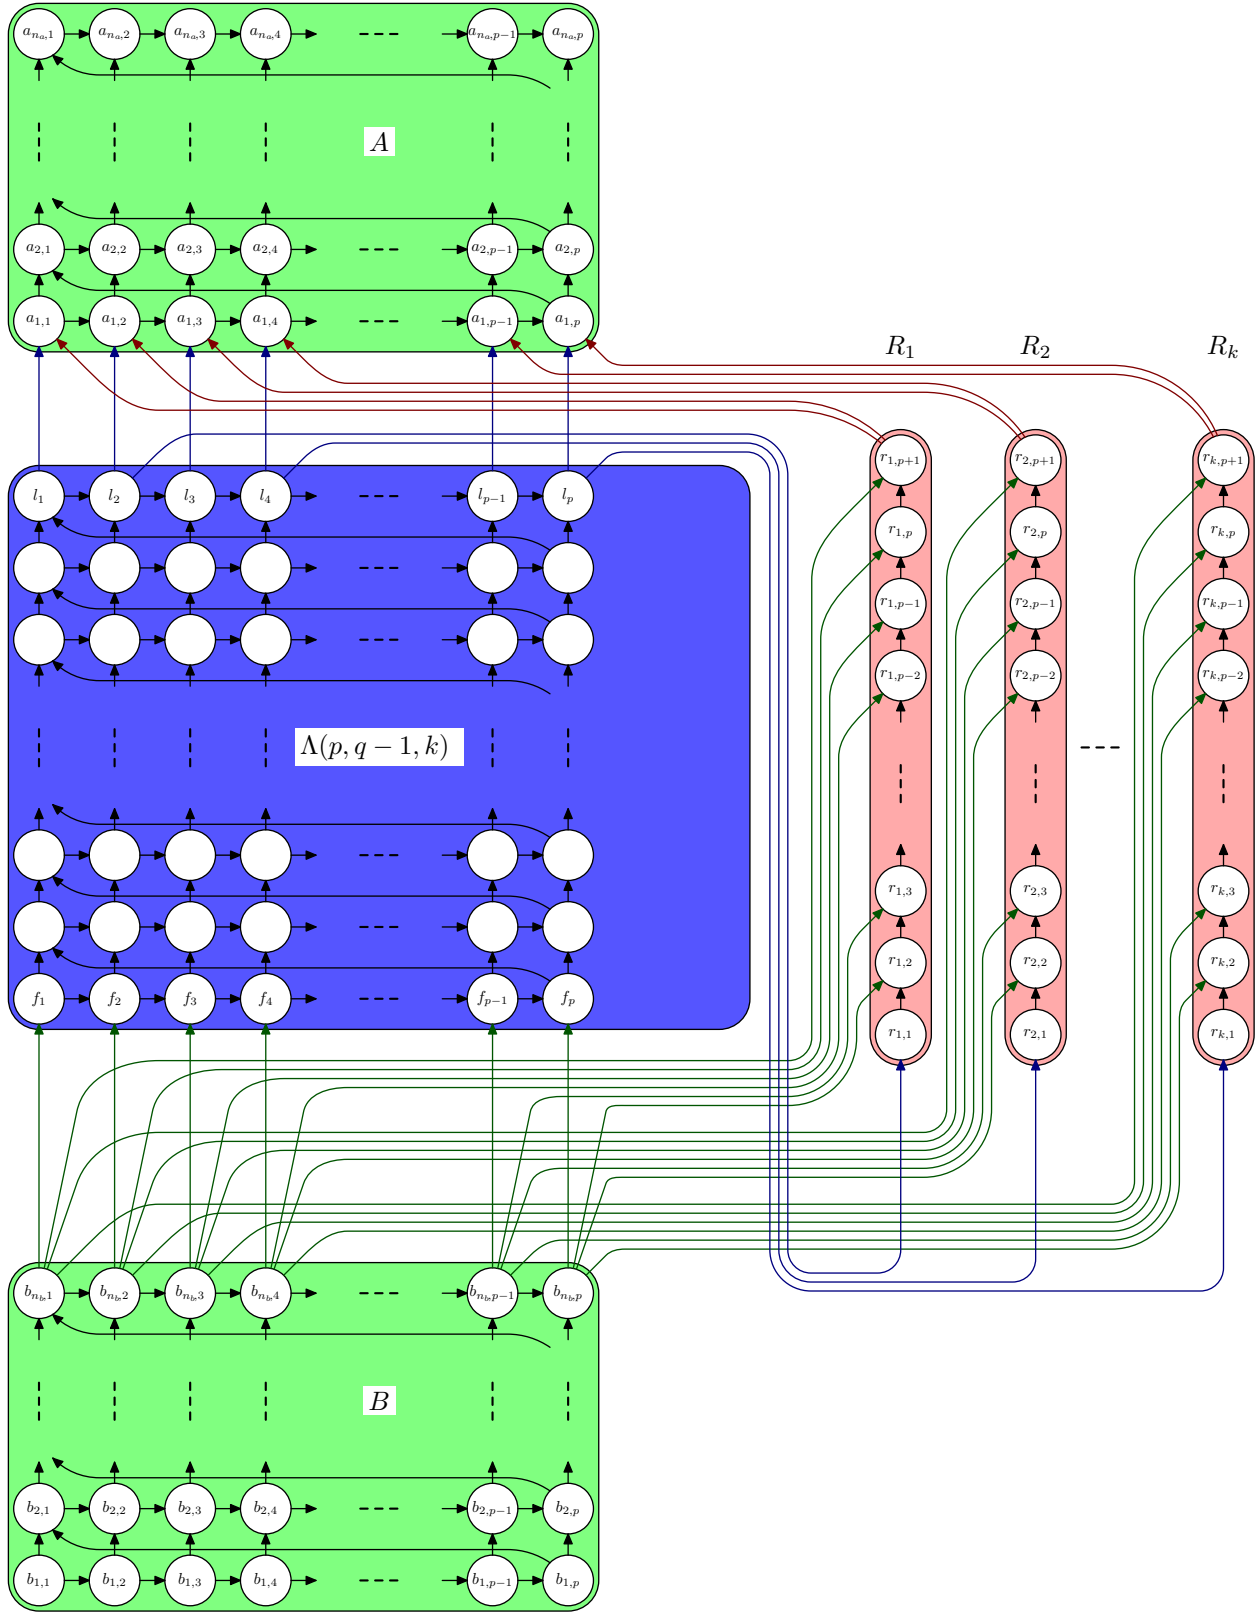 a_{n_a,1} a_{n_a,2} a_{n_a,3} a_{n_a,4} a_{n_a,p−1} a_{n_a,p}
A
a_{2,1} a_{2,2} a_{2,3} a_{2,4} a_{2,p−1} a_{2,p}
a_{1,1} a_{1,2} a_{1,3} a_{1,4} a_{1,p−1} a_{1,p}
R_1 R_2 R_k
r_{1,p+1} r_{2,p+1} r_{k,p+1}
l_1 l_2 l_3 l_4 l_{p−1} l_p
r_{1,p} r_{2,p} r_{k,p}
r_{1,p−1} r_{2,p−1} r_{k,p−1}
r_{1,p−2} r_{2,p−2} r_{k,p−2}
Λ(p, q − 1, k)
r_{1,3} r_{2,3} r_{k,3}
r_{1,2} r_{2,2} r_{k,2}
f_1 f_2 f_3 f_4 f_{p−1} f_p
r_{1,1} r_{2,1} r_{k,1}
b_{n_b,1} b_{n_b,2} b_{n_b,3} b_{n_b,4} b_{n_b,p−1} b_{n_b,p}
B
b_{2,1} b_{2,2} b_{2,3} b_{2,4} b_{2,p−1} b_{2,p}
b_{1,1} b_{1,2} b_{1,3} b_{1,4} b_{1,p−1} b_{1,p}